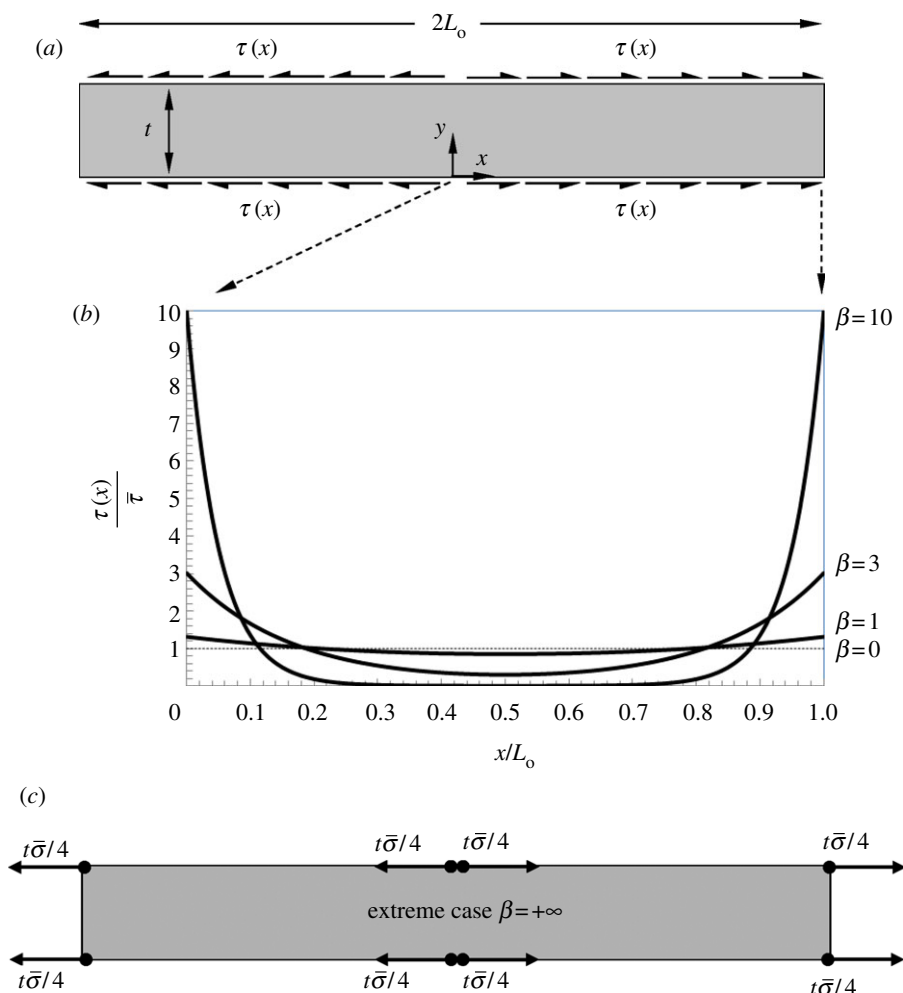 2Lₒ
(a)
τ(x) τ(x)
t
y
x
τ(x) τ(x)
(b)
τ(x)
τ̄
10
9
8
7
6
5
4
3
2
1
β=10
β=3
β=1
β=0
0 0.1 0.2 0.3 0.4 0.5 0.6 0.7 0.8 0.9 1.0
x/Lₒ
(c)
tσ̄/4 tσ̄/4 tσ̄/4 tσ̄/4
extreme case β=+∞
tσ̄/4 tσ̄/4 tσ̄/4 tσ̄/4